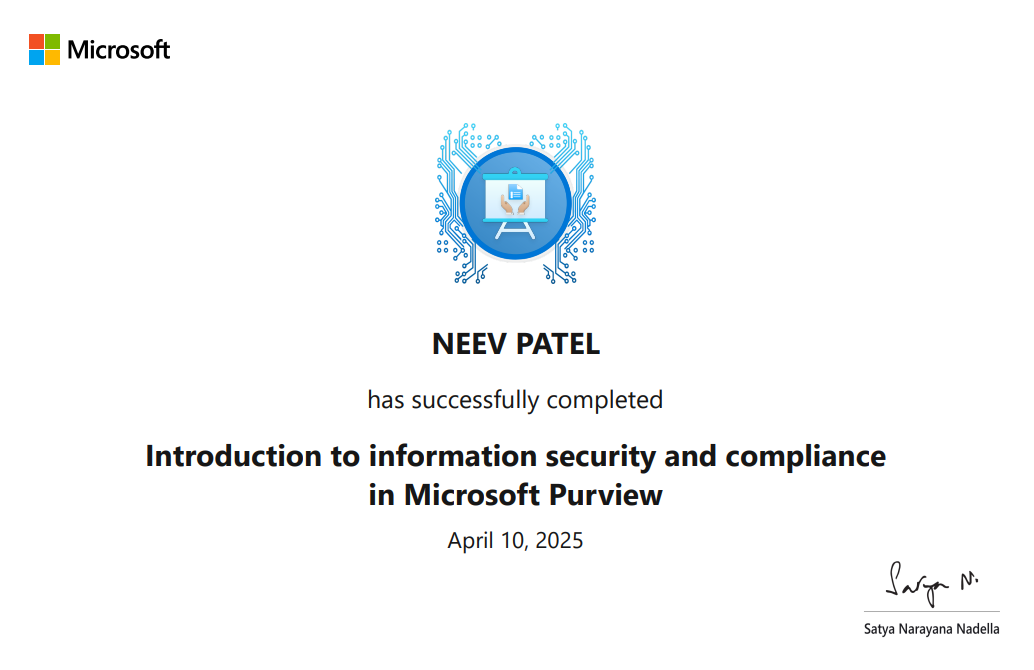 Microsoft
NEEV PATEL
has successfully completed
Introduction to information security and compliance
in Microsoft Purview
April 10, 2025
Satya N.
Satya Narayana Nadella